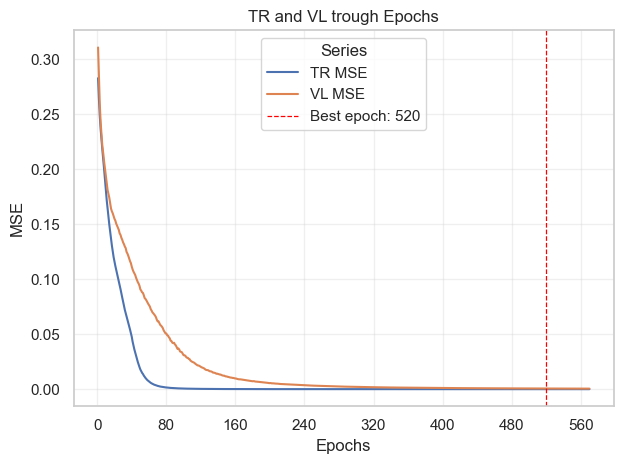 TR and VL trough Epochs
Series
TR MSE
VL MSE
Best epoch: 520
MSE
0.30
0.25
0.20
0.15
0.10
0.05
0.00
0 80 160 240 320 400 480 560
Epochs